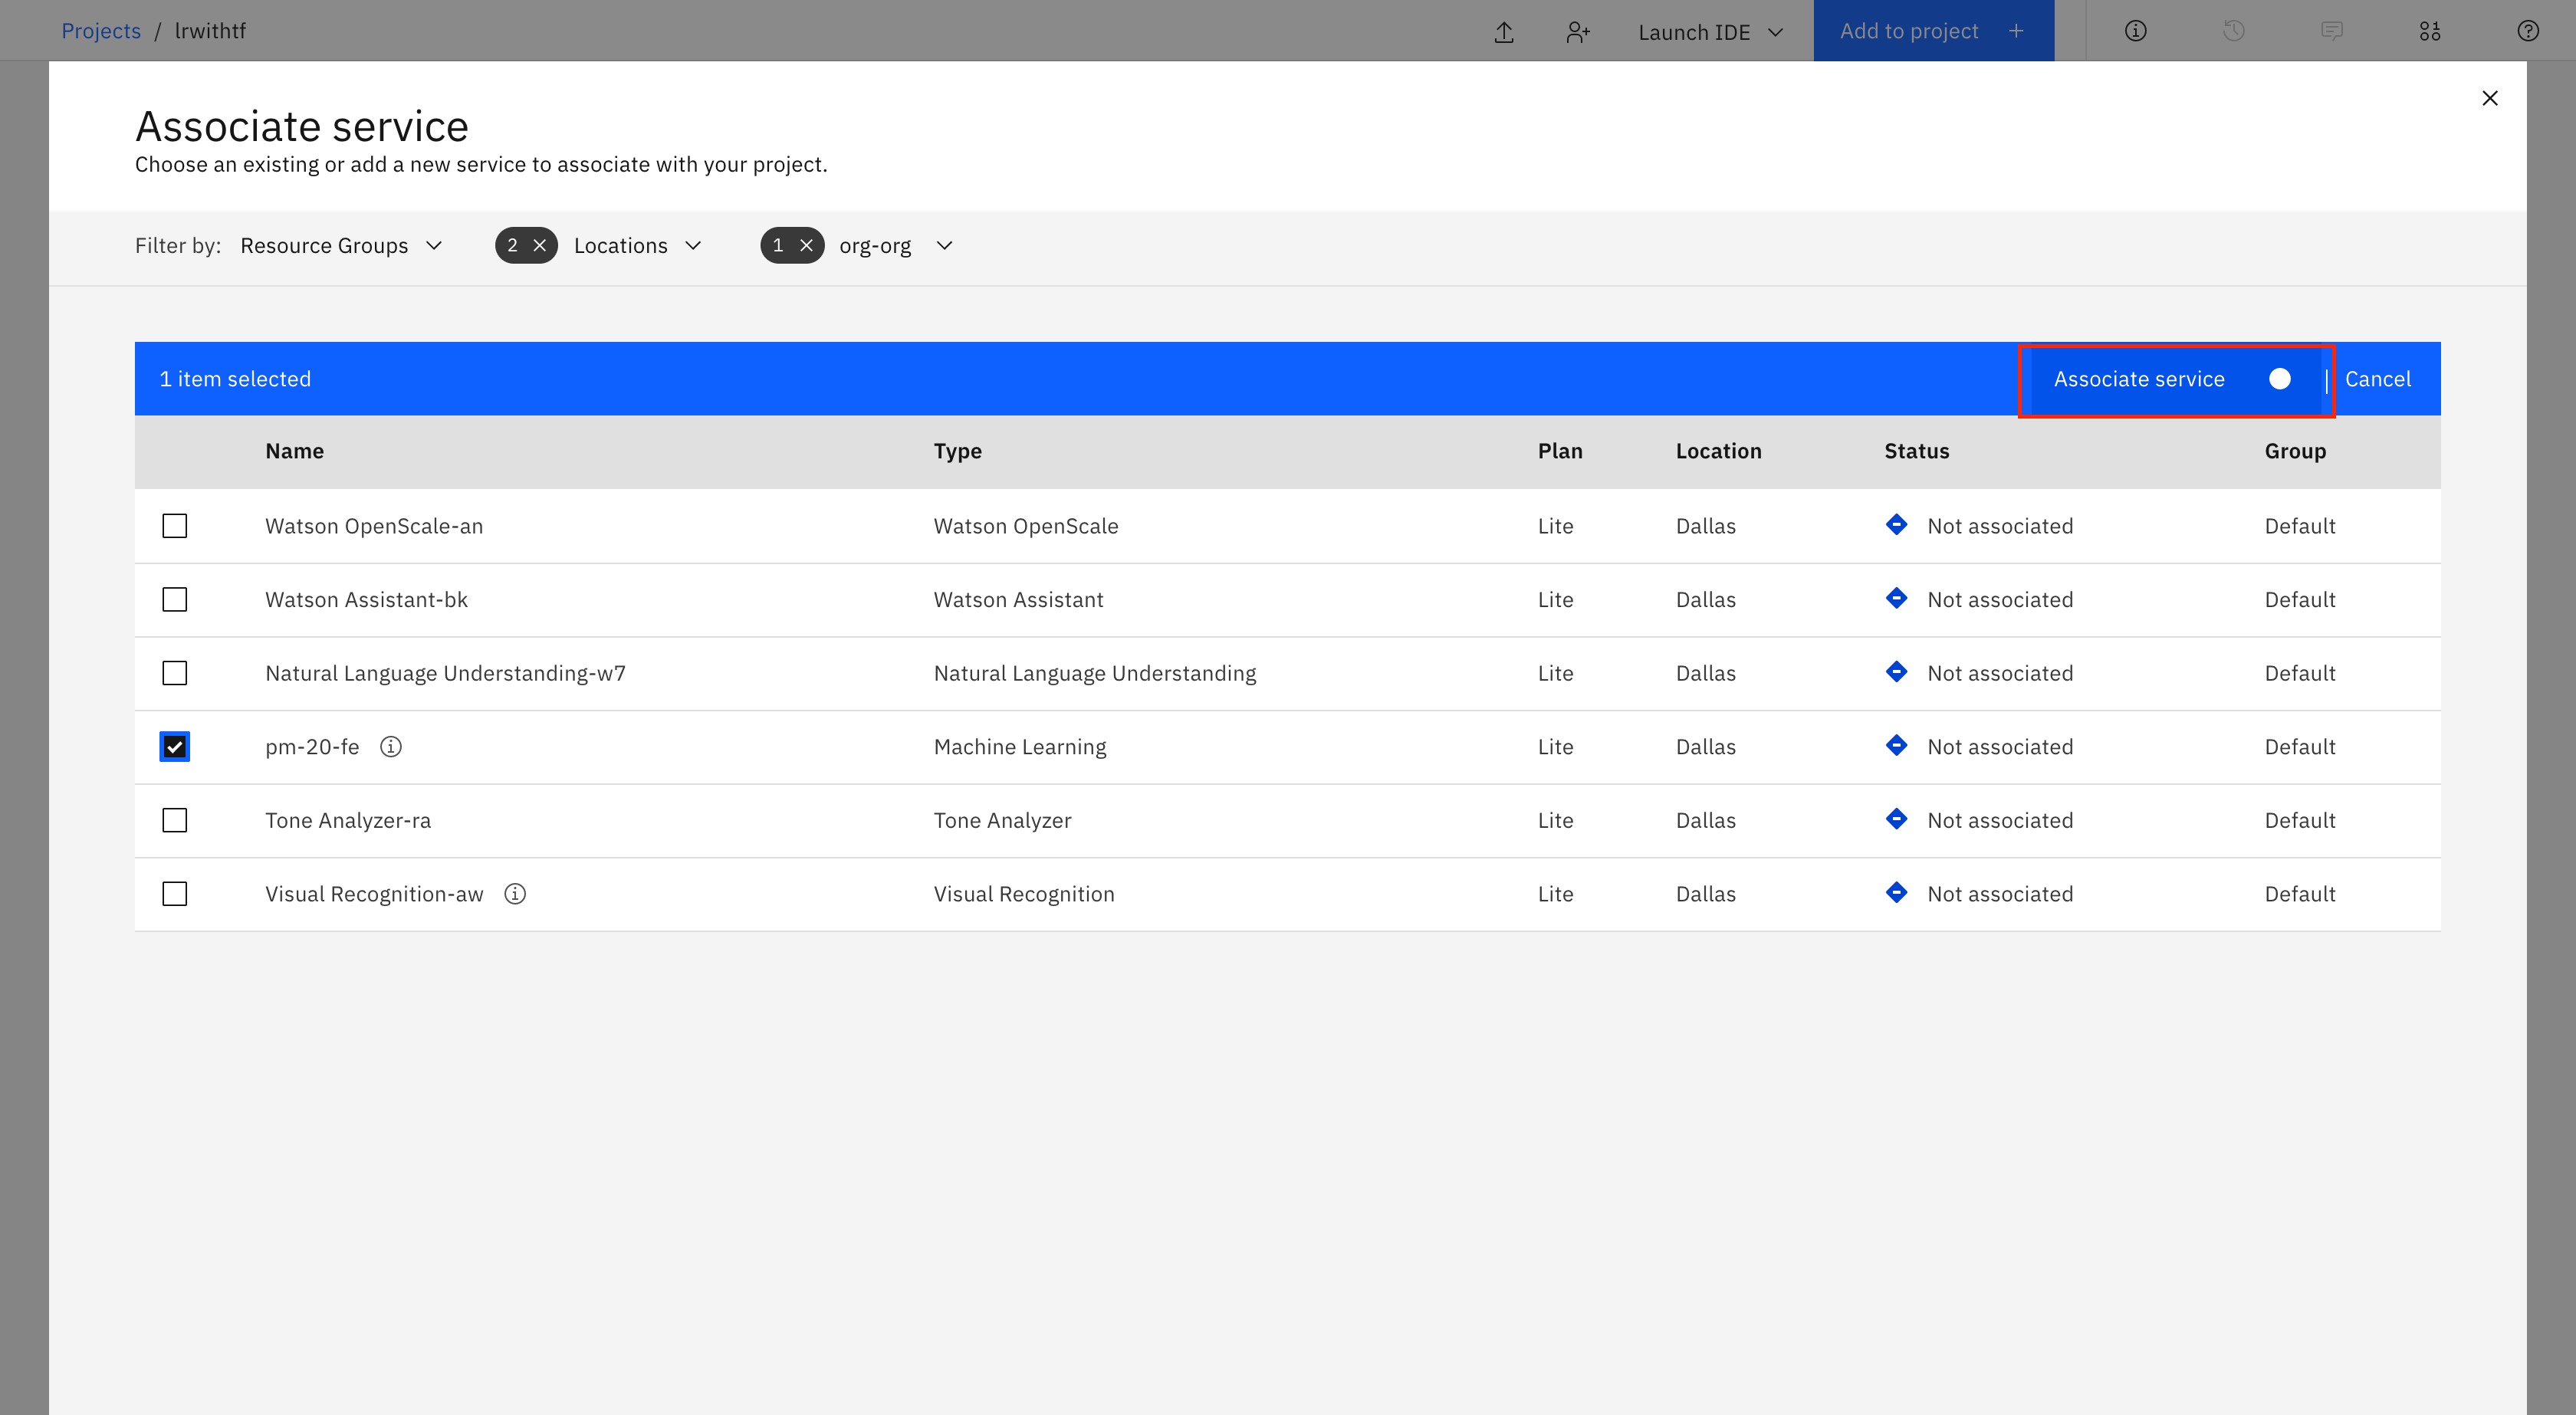 Projects / lrwithtf
Launch IDE
Add to project +
Associate service
Choose an existing or add a new service to associate with your project.
Filter by: Resource Groups 2 × Locations 1 × org-org
1 item selected Associate service | Cancel
Name Type Plan Location Status Group
Watson OpenScale-an Watson OpenScale Lite Dallas Not associated Default
Watson Assistant-bk Watson Assistant Lite Dallas Not associated Default
Natural Language Understanding-w7 Natural Language Understanding Lite Dallas Not associated Default
pm-20-fe Machine Learning Lite Dallas Not associated Default
Tone Analyzer-ra Tone Analyzer Lite Dallas Not associated Default
Visual Recognition-aw Visual Recognition Lite Dallas Not associated Default